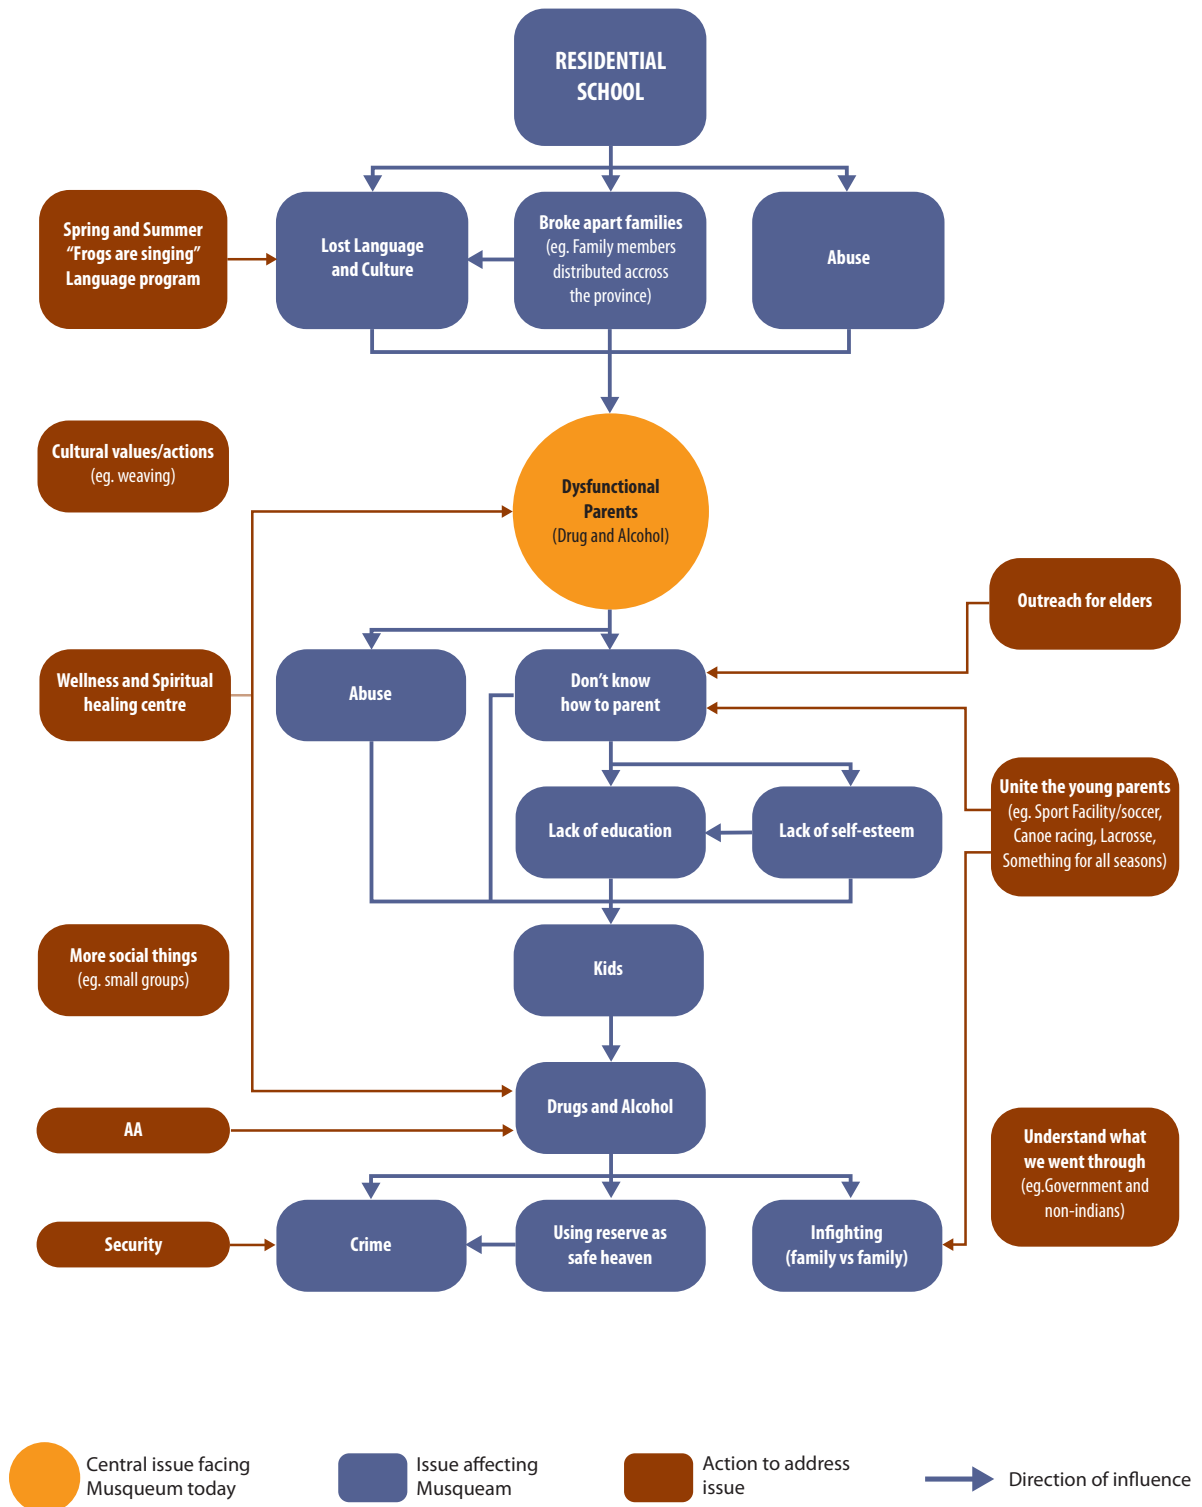 RESIDENTIAL
SCHOOL
Spring and Summer
“Frogs are singing”
Language program
Lost Language
and Culture
Broke apart families
(eg. Family members
distributed accross
the province)
Abuse
Cultural values/actions
(eg. weaving)
Dysfunctional
Parents
(Drug and Alcohol)
Outreach for elders
Wellness and Spiritual
healing centre
Abuse
Don't know
how to parent
Unite the young parents
(eg. Sport Facility/soccer,
Canoe racing, Lacrosse,
Something for all seasons)
Lack of education
Lack of self-esteem
More social things
(eg. small groups)
Kids
Drugs and Alcohol
AA
Understand what
we went through
(eg.Government and
non-indians)
Security
Crime
Using reserve as
safe heaven
Infighting
(family vs family)
Central issue facing
Musqueum today
Issue affecting
Musqueam
Action to address
issue
Direction of influence